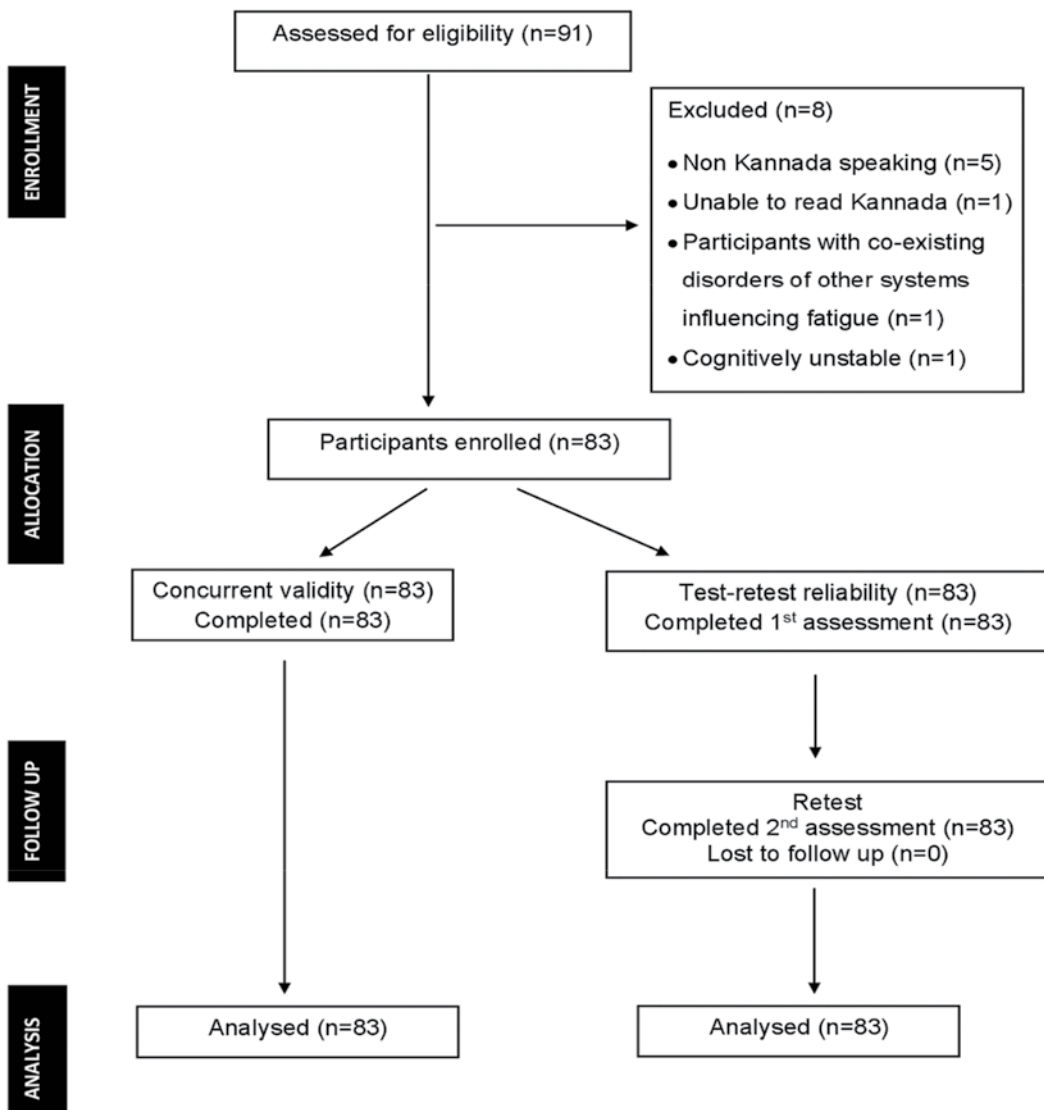 Assessed for eligibility (n=91)
ENROLLMENT
Excluded (n=8)
• Non Kannada speaking (n=5)
• Unable to read Kannada (n=1)
• Participants with co-existing
disorders of other systems
influencing fatigue (n=1)
• Cognitively unstable (n=1)
ALLOCATION
Participants enrolled (n=83)
Concurrent validity (n=83)
Completed (n=83)
Test-retest reliability (n=83)
Completed 1st assessment (n=83)
FOLLOW UP
Retest
Completed 2nd assessment (n=83)
Lost to follow up (n=0)
ANALYSIS
Analysed (n=83)
Analysed (n=83)